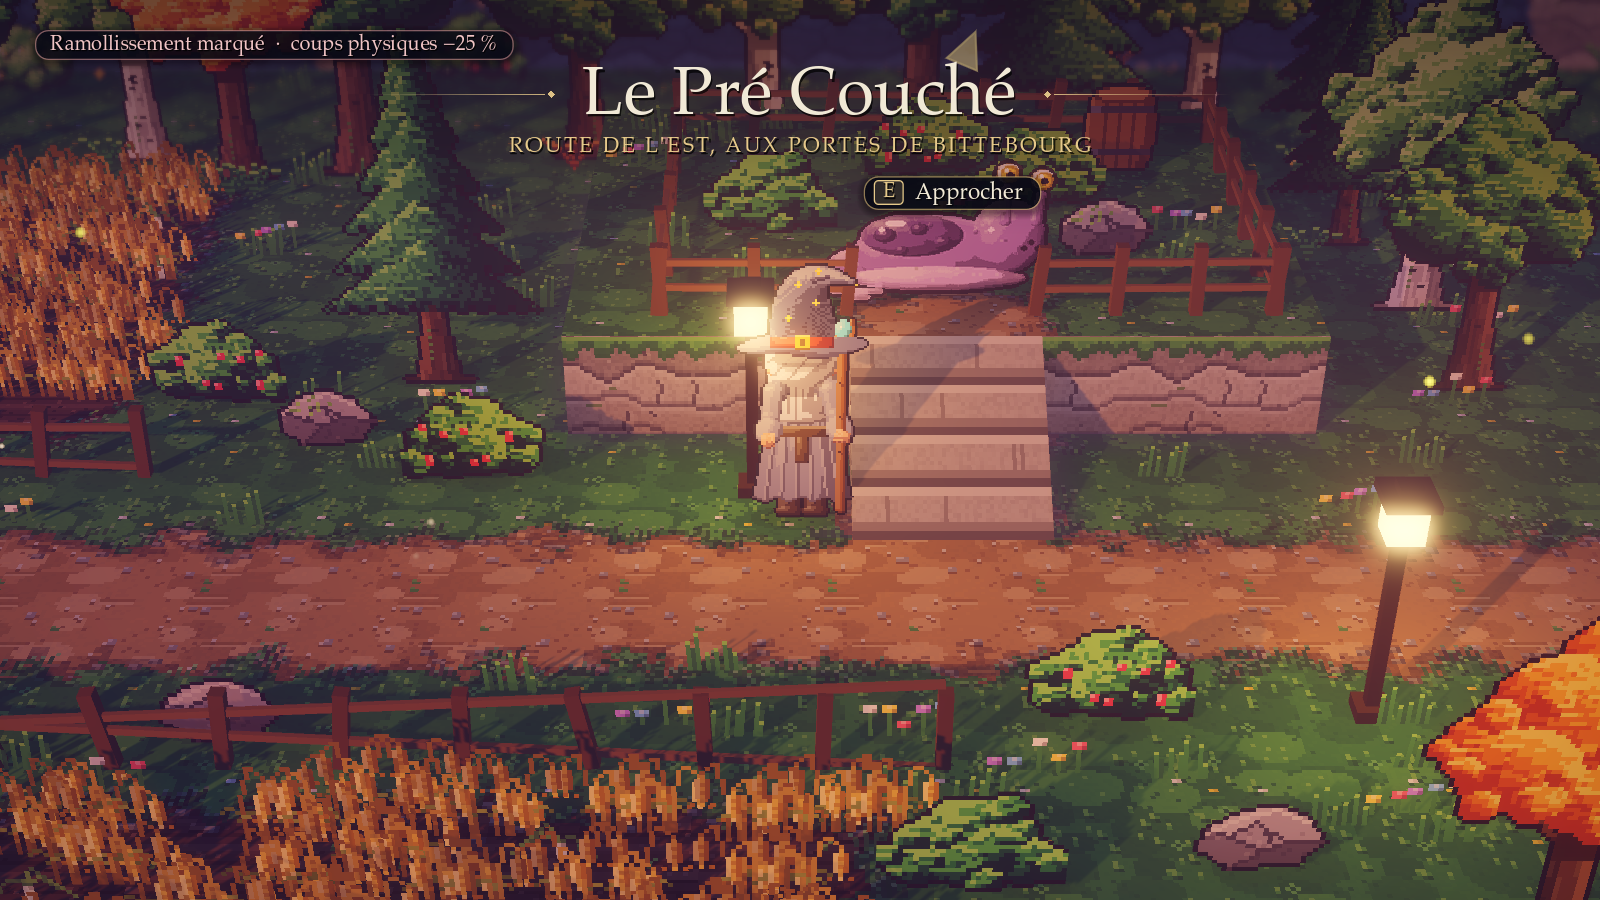 Ramollissement marqué · coups physiques −25 %
Le Pré Couché
ROUTE DE L'EST, AUX PORTES DE BITTEBOURG
E Approcher